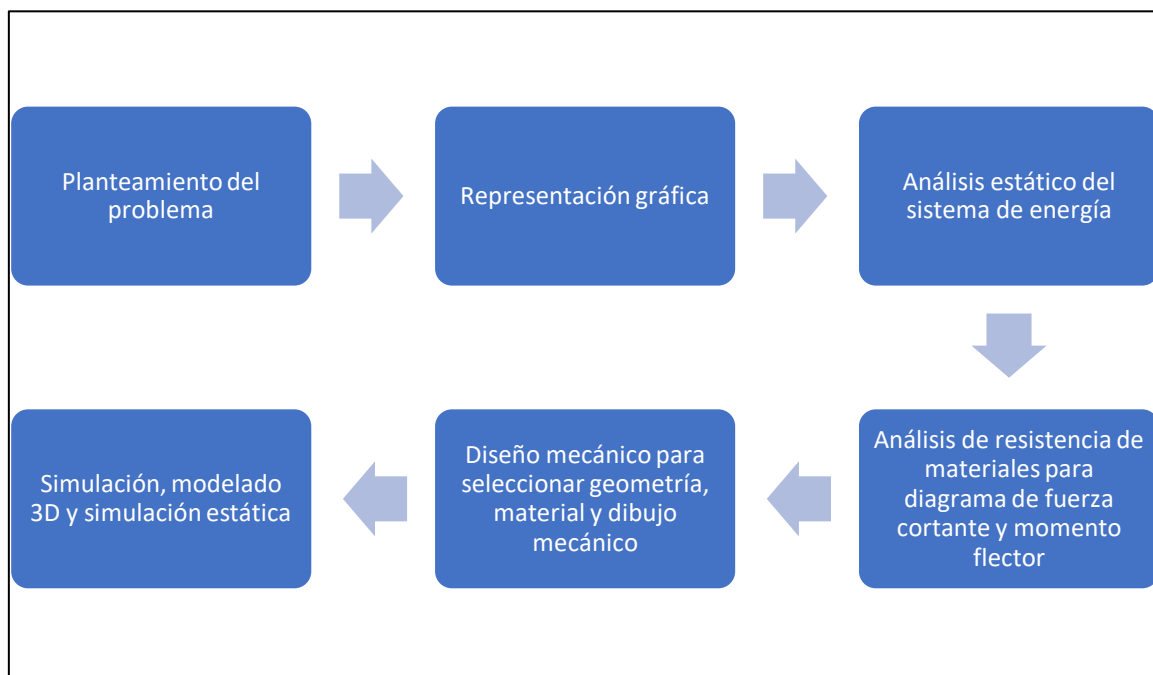 Planteamiento del
problema
Representación gráfica
Análisis estático del
sistema de energía
Análisis de resistencia de
materiales para
diagrama de fuerza
cortante y momento
flector
Diseño mecánico para
seleccionar geometría,
material y dibujo
mecánico
Simulación, modelado
3D y simulación estática